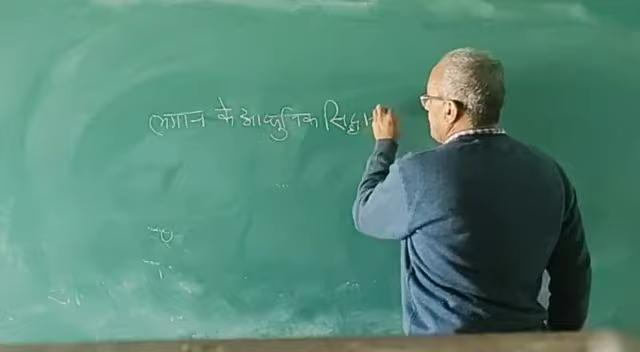 लगान के आधुनिक सिद्धा